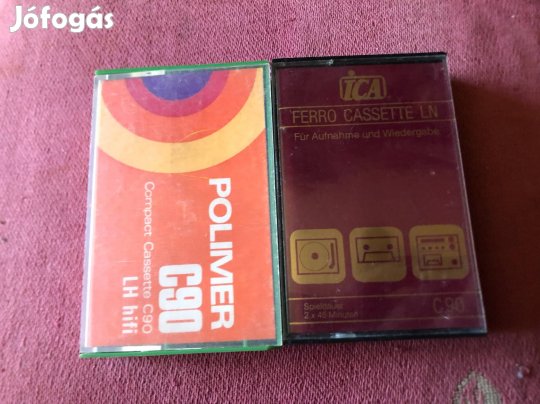 Jófogás
POLIMER
C90
Compact Cassette C90
LH hifi
ICA
FERRO CASSETTE LN
Für Aufnahme und Wiedergabe
Spieldauer
2 x 45 Minuten
C 90